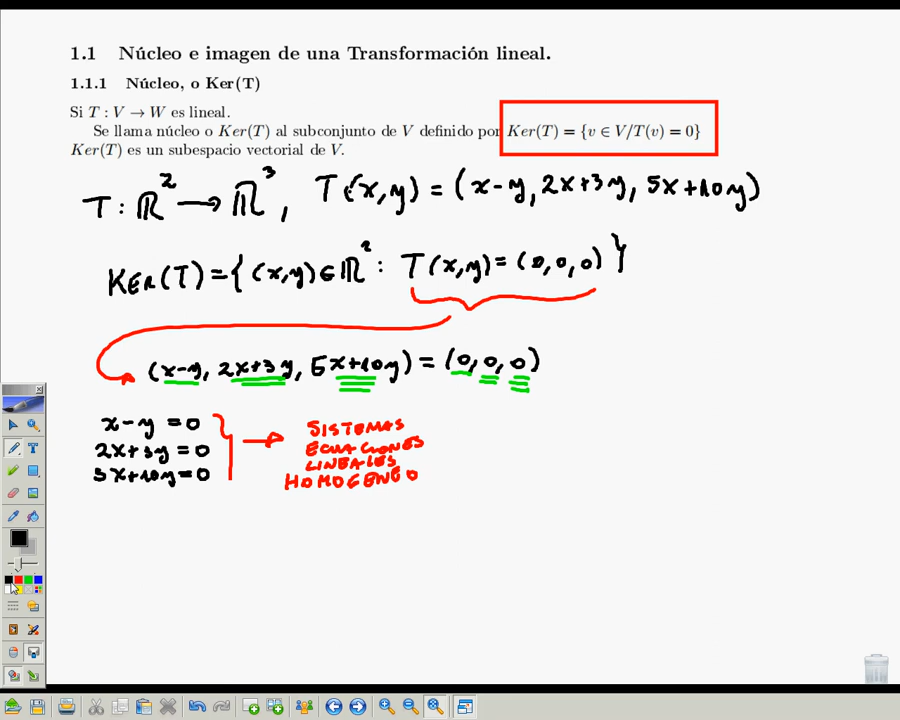 1.1 Núcleo e imagen de una Transformación lineal.
1.1.1 Núcleo, o Ker(T)
Si T : V → W es lineal.
Se llama núcleo o Ker(T) al subconjunto de V definido por Ker(T) = {v ∈ V/T(v) = 0}
Ker(T) es un subespacio vectorial de V.
T : ℝ² → ℝ³, T(x,y) = (x-y, 2x+3y, 5x+10y)
KER(T) = { (x,y) ∈ ℝ² : T(x,y) = (0,0,0) }
(x-y, 2x+3y, 5x+10y) = (0,0,0)
x-y = 0
2x+3y = 0
5x+10y = 0
SISTEMAS
ECUACIONES
LINEALES
HOMOGENEO